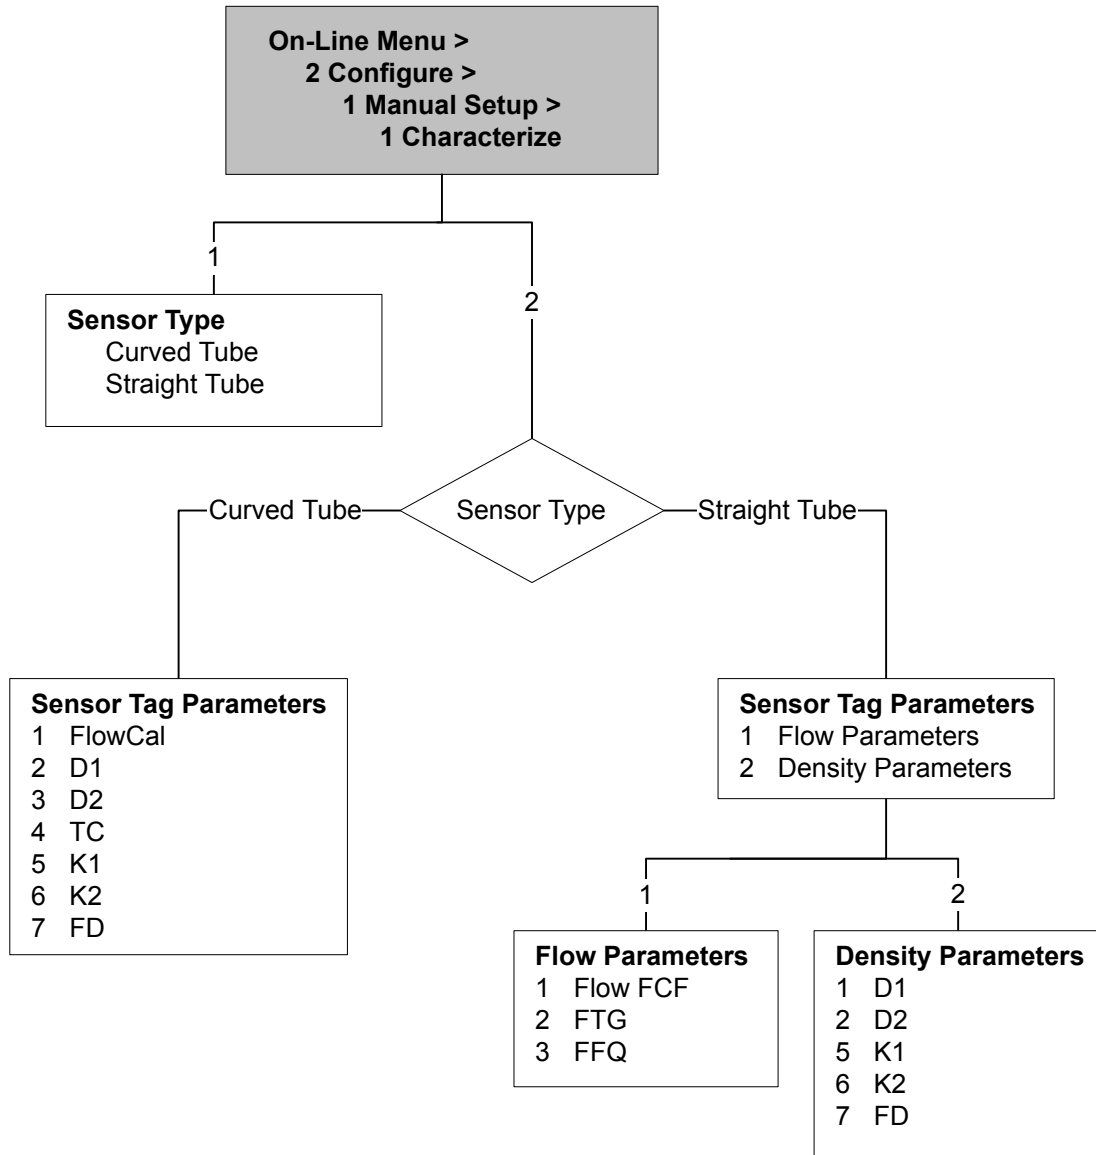 On-Line Menu >
2 Configure >
1 Manual Setup >
1 Characterize
1
2
Sensor Type
Curved Tube
Straight Tube
Curved Tube
Sensor Type
Straight Tube
Sensor Tag Parameters
1 FlowCal
2 D1
3 D2
4 TC
5 K1
6 K2
7 FD
Sensor Tag Parameters
1 Flow Parameters
2 Density Parameters
1
2
Flow Parameters
1 Flow FCF
2 FTG
3 FFQ
Density Parameters
1 D1
2 D2
5 K1
6 K2
7 FD